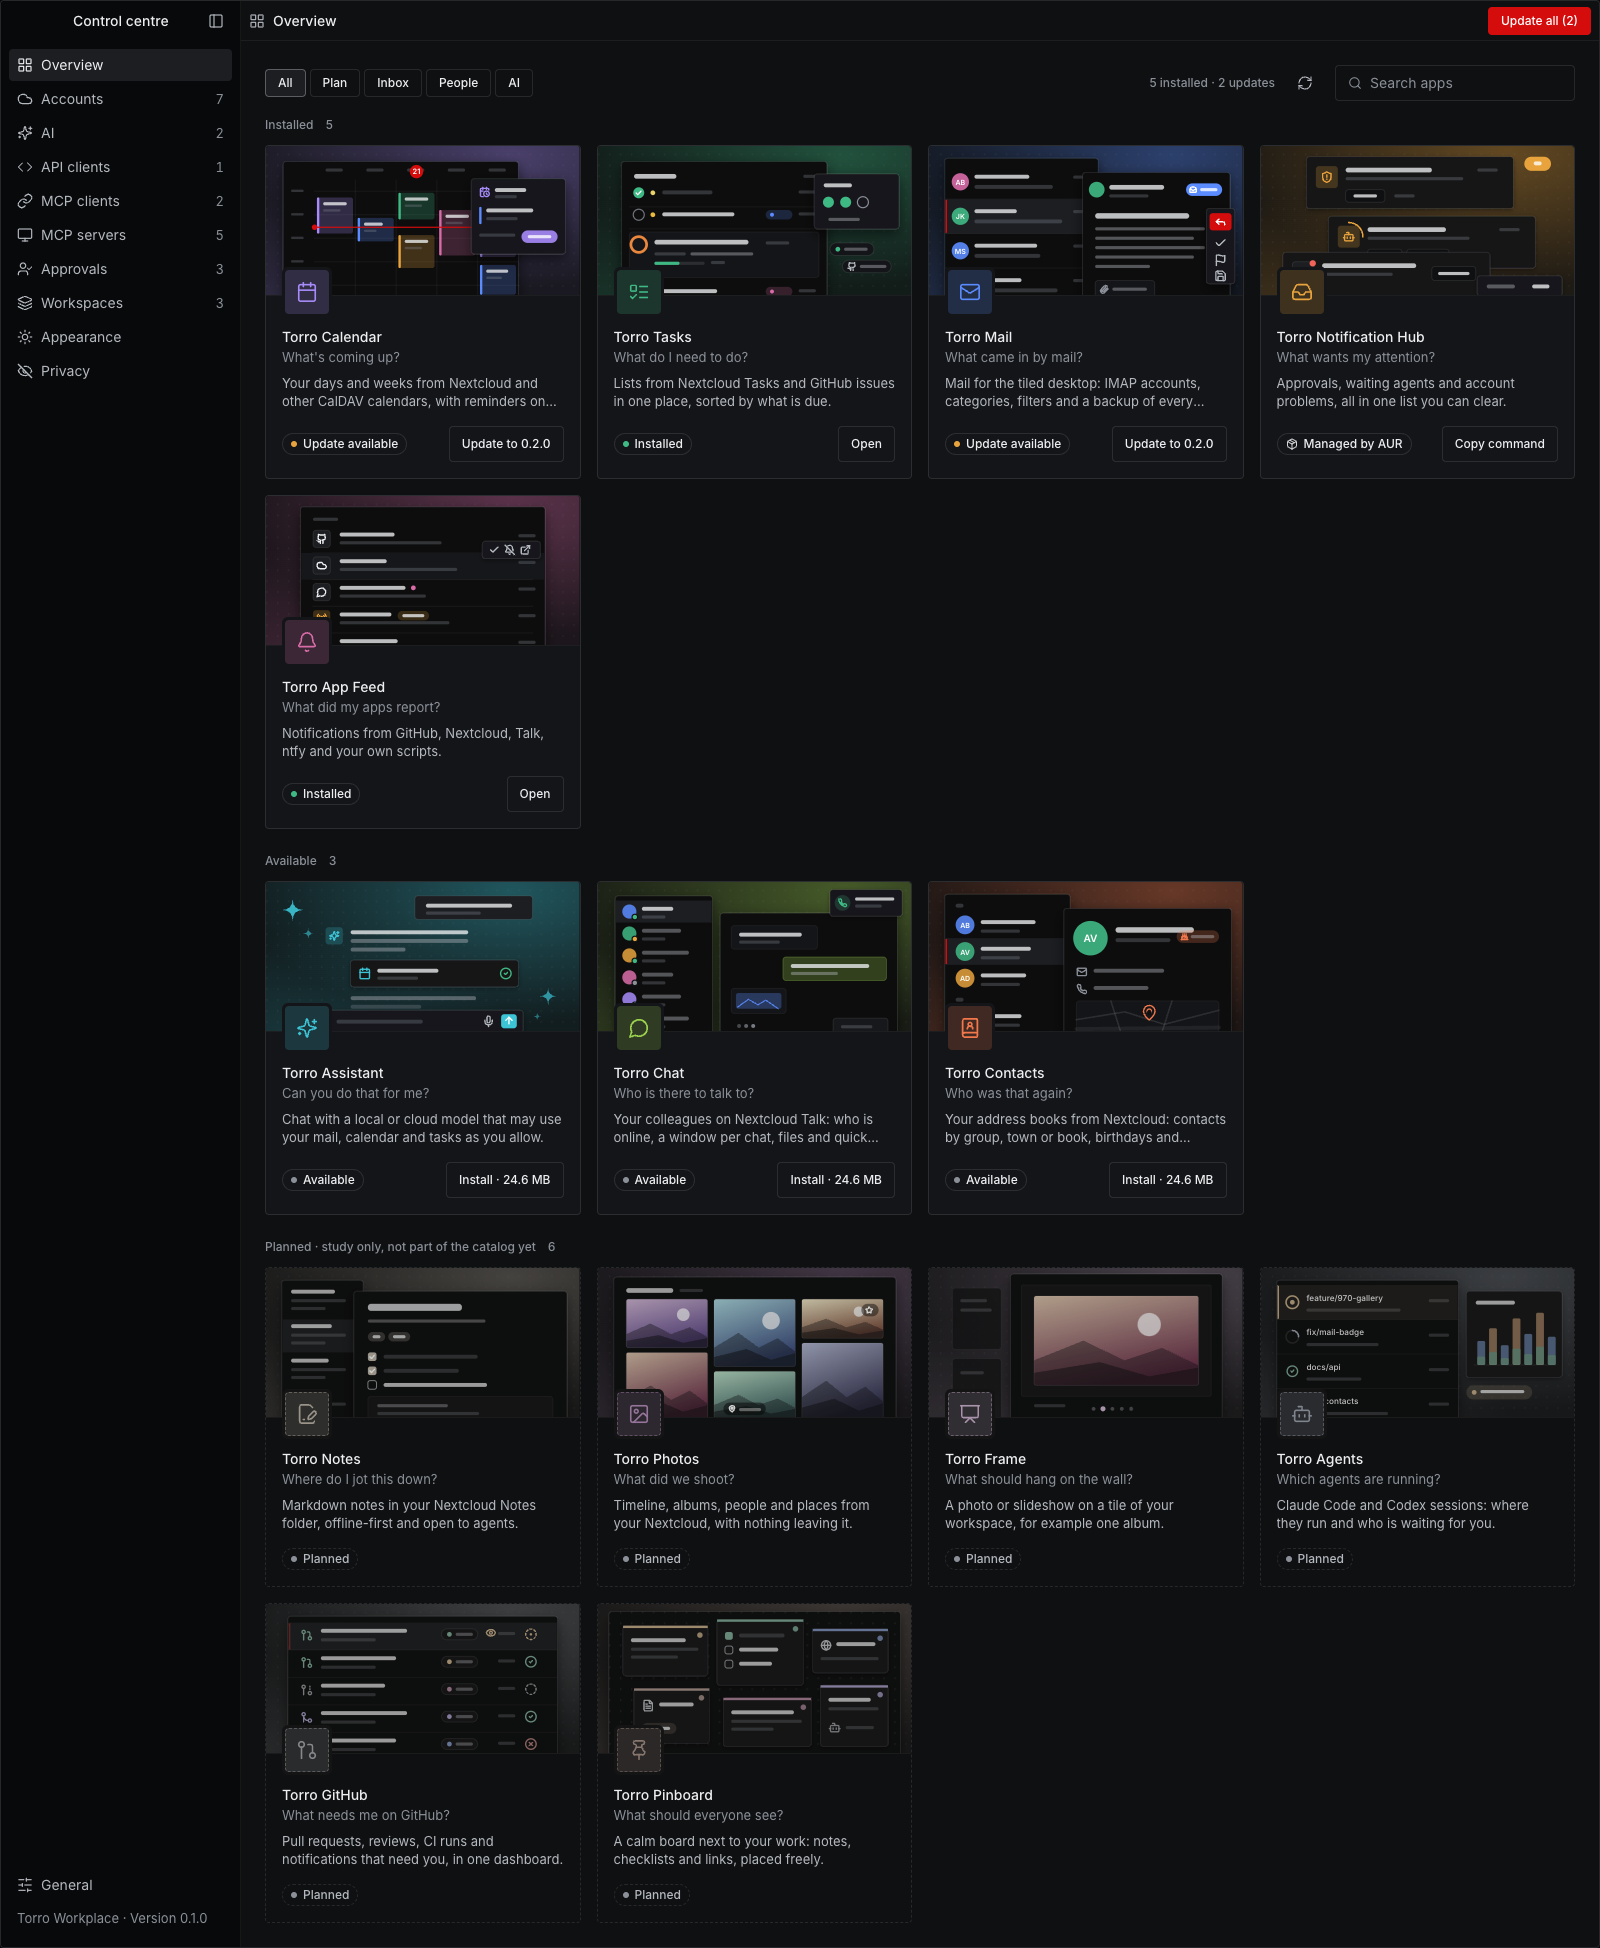 Control centre
Overview
Update all (2)
Overview
Accounts 7
AI 2
API clients 1
MCP clients 2
MCP servers 5
Approvals 3
Workspaces 3
Appearance
Privacy
General
Torro Workplace · Version 0.1.0
All
Plan
Inbox
People
AI
5 installed · 2 updates
Search apps
Installed 5
21
Torro Calendar
What's coming up?
Your days and weeks from Nextcloud and
other CalDAV calendars, with reminders on...
Update available
Update to 0.2.0
Torro Tasks
What do I need to do?
Lists from Nextcloud Tasks and GitHub issues
in one place, sorted by what is due.
Installed
Open
AB
JK
MS
Torro Mail
What came in by mail?
Mail for the tiled desktop: IMAP accounts,
categories, filters and a backup of every...
Update available
Update to 0.2.0
Torro Notification Hub
What wants my attention?
Approvals, waiting agents and account
problems, all in one list you can clear.
Managed by AUR
Copy command
Torro App Feed
What did my apps report?
Notifications from GitHub, Nextcloud, Talk,
ntfy and your own scripts.
Installed
Open
Available 3
Torro Assistant
Can you do that for me?
Chat with a local or cloud model that may use
your mail, calendar and tasks as you allow.
Available
Install · 24.6 MB
Torro Chat
Who is there to talk to?
Your colleagues on Nextcloud Talk: who is
online, a window per chat, files and quick...
Available
Install · 24.6 MB
AB
AV
AD
AV
Torro Contacts
Who was that again?
Your address books from Nextcloud: contacts
by group, town or book, birthdays and...
Available
Install · 24.6 MB
Planned · study only, not part of the catalog yet 6
Torro Notes
Where do I jot this down?
Markdown notes in your Nextcloud Notes
folder, offline-first and open to agents.
Planned
Torro Photos
What did we shoot?
Timeline, albums, people and places from
your Nextcloud, with nothing leaving it.
Planned
Torro Frame
What should hang on the wall?
A photo or slideshow on a tile of your
workspace, for example one album.
Planned
feature/970-gallery
fix/mail-badge
docs/api
contacts
Torro Agents
Which agents are running?
Claude Code and Codex sessions: where
they run and who is waiting for you.
Planned
Torro GitHub
What needs me on GitHub?
Pull requests, reviews, CI runs and
notifications that need you, in one dashboard.
Planned
Torro Pinboard
What should everyone see?
A calm board next to your work: notes,
checklists and links, placed freely.
Planned